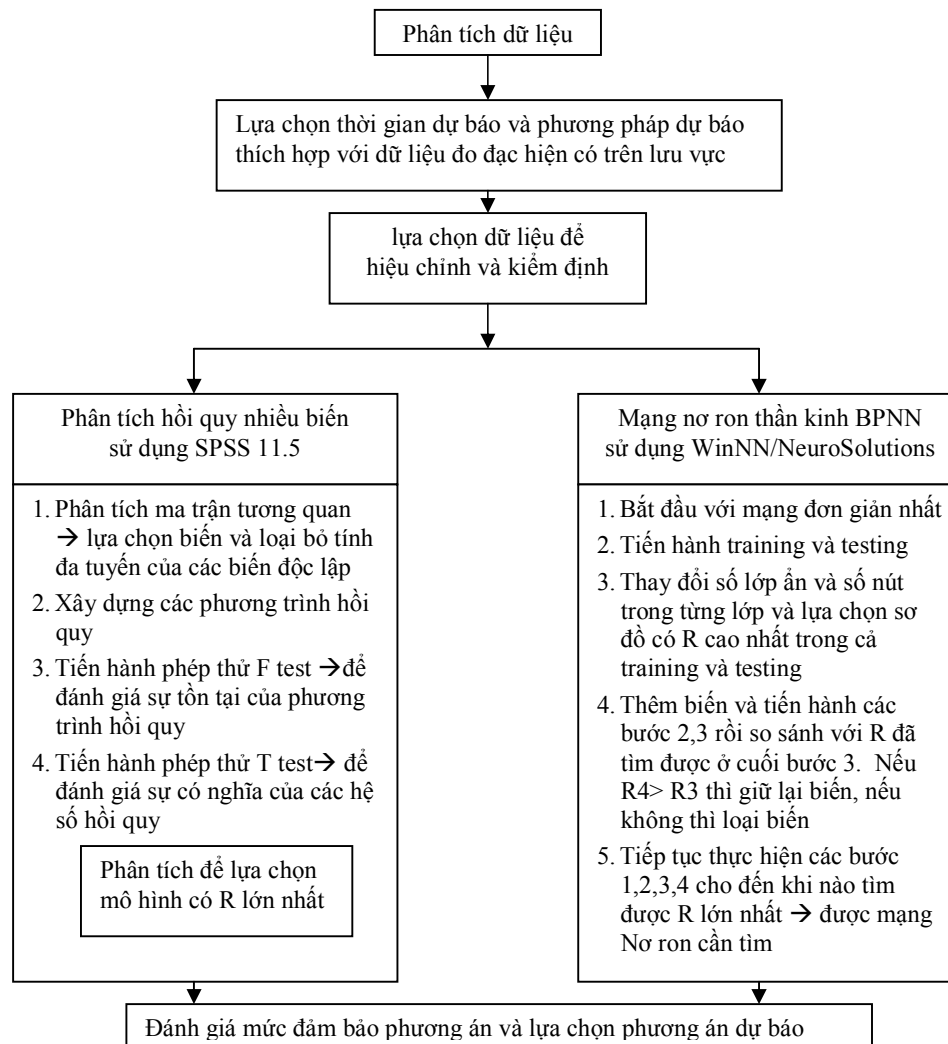 Phân tích dữ liệu
Lựa chọn thời gian dự báo và phương pháp dự báo
thích hợp với dữ liệu đo đạc hiện có trên lưu vực
lựa chọn dữ liệu để
hiệu chỉnh và kiểm định
Phân tích hồi quy nhiều biến
sử dụng SPSS 11.5
1. Phân tích ma trận tương quan
→ lựa chọn biến và loại bỏ tính
đa tuyến của các biến độc lập
2. Xây dựng các phương trình hồi
quy
3. Tiến hành phép thử F test →để
đánh giá sự tồn tại của phương
trình hồi quy
4. Tiến hành phép thử T test→ để
đánh giá sự có nghĩa của các hệ
số hồi quy
Phân tích để lựa chọn
mô hình có R lớn nhất
Mạng nơ ron thần kinh BPNN
sử dụng WinNN/NeuroSolutions
1. Bắt đầu với mạng đơn giản nhất
2. Tiến hành training và testing
3. Thay đổi số lớp ẩn và số nút
trong từng lớp và lựa chọn sơ
đồ có R cao nhất trong cả
training và testing
4. Thêm biến và tiến hành các
bước 2,3 rồi so sánh với R đã
tìm được ở cuối bước 3. Nếu
R4> R3 thì giữ lại biến, nếu
không thì loại biến
5. Tiếp tục thực hiện các bước
1,2,3,4 cho đến khi nào tìm
được R lớn nhất → được mạng
Nơ ron cần tìm
Đánh giá mức đảm bảo phương án và lựa chọn phương án dự báo